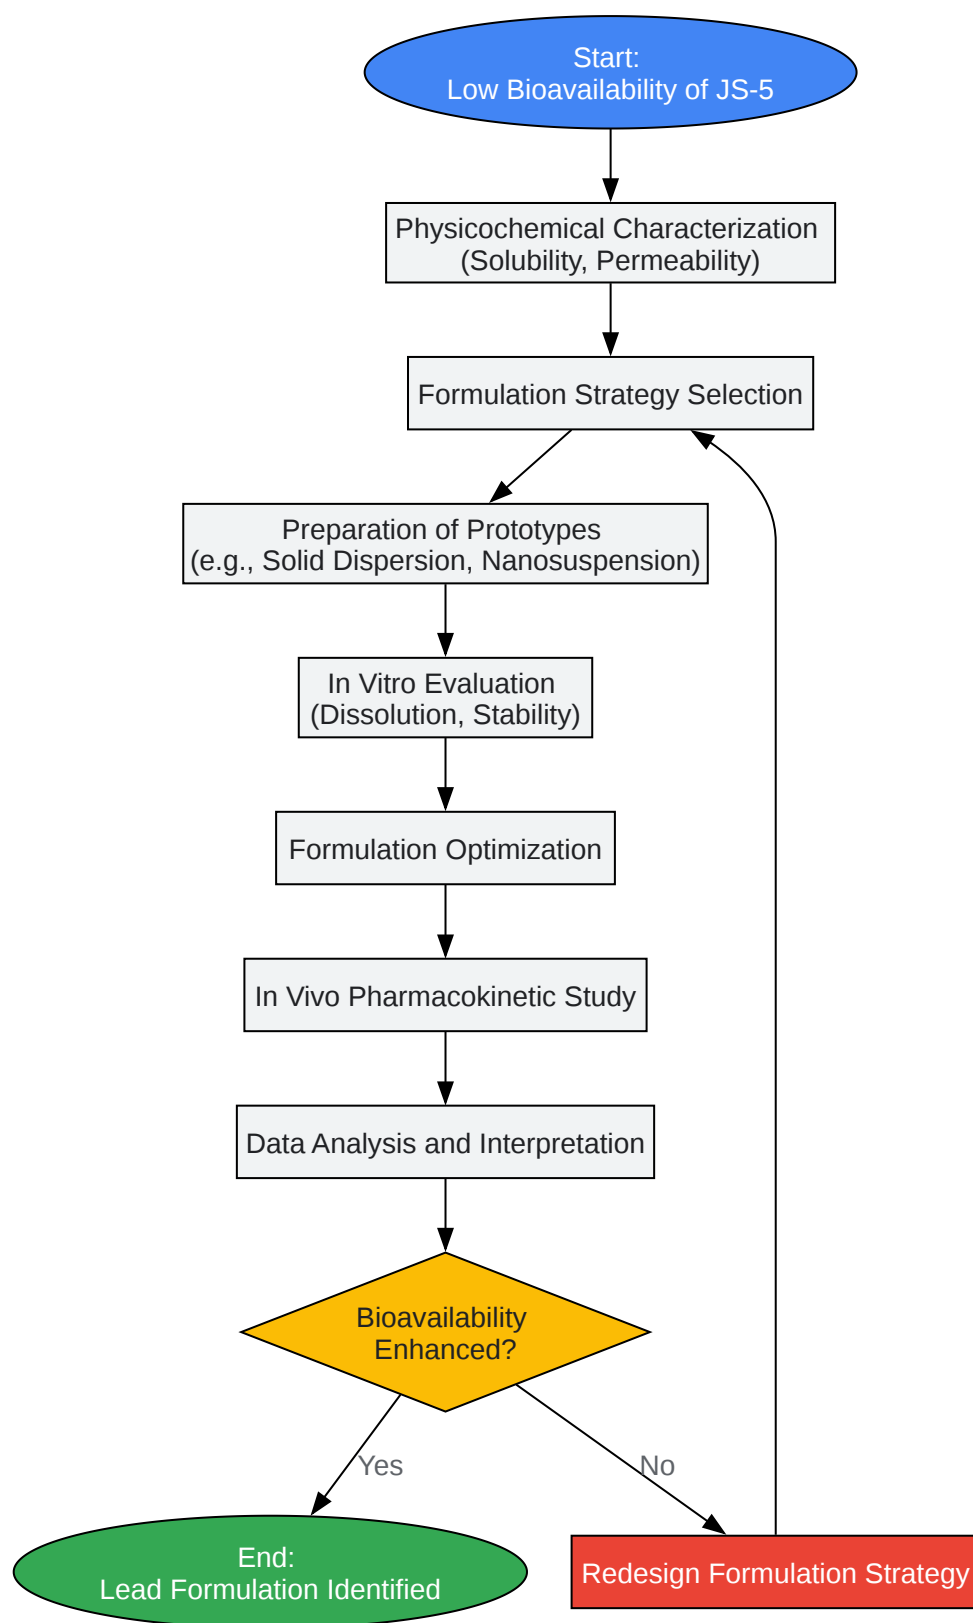 Start:
Low Bioavailability of JS-5
Physicochemical Characterization
(Solubility, Permeability)
Formulation Strategy Selection
Preparation of Prototypes
(e.g., Solid Dispersion, Nanosuspension)
In Vitro Evaluation
(Dissolution, Stability)
Formulation Optimization
In Vivo Pharmacokinetic Study
Data Analysis and Interpretation
Bioavailability
Enhanced?
Yes
No
End:
Lead Formulation Identified
Redesign Formulation Strategy